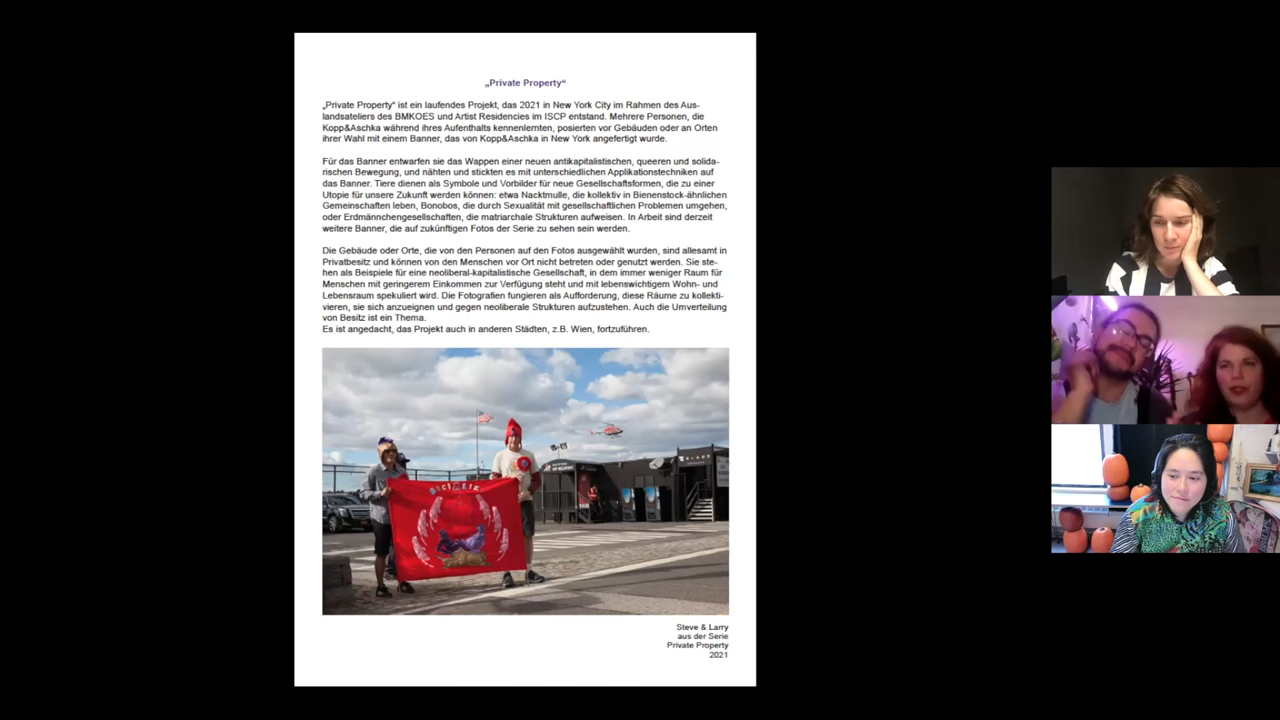 „Private Property“
„Private Property“ ist ein laufendes Projekt, das 2021 in New York City im Rahmen des Aus-
landsateliers des BMKOES und Artist Residencies im ISCP entstand. Mehrere Personen, die
Kopp&Aschka während ihres Aufenthalts kennenlernten, posierten vor Gebäuden oder an Orten
ihrer Wahl mit einem Banner, das von Kopp&Aschka in New York angefertigt wurde.
Für das Banner entwarfen sie das Wappen einer neuen antikapitalistischen, queeren und solida-
rischen Bewegung, und nähten und stickten es mit unterschiedlichen Applikationstechniken auf
das Banner. Tiere dienen als Symbole und Vorbilder für neue Gesellschaftsformen, die zu einer
Utopie für unsere Zukunft werden können: etwa Nacktmulle, die kollektiv in Bienenstock-ähnlichen
Gemeinschaften leben, Bonobos, die durch Sexualität mit gesellschaftlichen Problemen umgehen,
oder Erdmännchengesellschaften, die matriarchale Strukturen aufweisen. In Arbeit sind derzeit
weitere Banner, die auf zukünftigen Fotos der Serie zu sehen sein werden.
Die Gebäude oder Orte, die von den Personen auf den Fotos ausgewählt wurden, sind allesamt in
Privatbesitz und können von den Menschen vor Ort nicht betreten oder genutzt werden. Sie ste-
hen als Beispiele für eine neoliberal-kapitalistische Gesellschaft, in dem immer weniger Raum für
Menschen mit geringerem Einkommen zur Verfügung steht und mit lebenswichtigem Wohn- und
Lebensraum spekuliert wird. Die Fotografien fungieren als Aufforderung, diese Räume zu kollekti-
vieren, sie sich anzueignen und gegen neoliberale Strukturen aufzustehen. Auch die Umverteilung
von Besitz ist ein Thema.
Es ist angedacht, das Projekt auch in anderen Städten, z.B. Wien, fortzuführen.
BLADE
Steve & Larry
aus der Serie
Private Property
2021